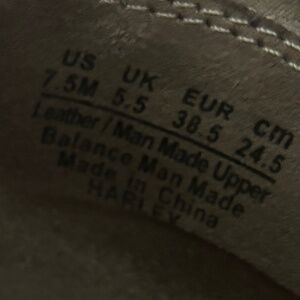 US UK EUR cm
7.5M 5.5 38.5 24.5
Leather / Man Made Upper
Balance Man Made
Made in China
HARLEY